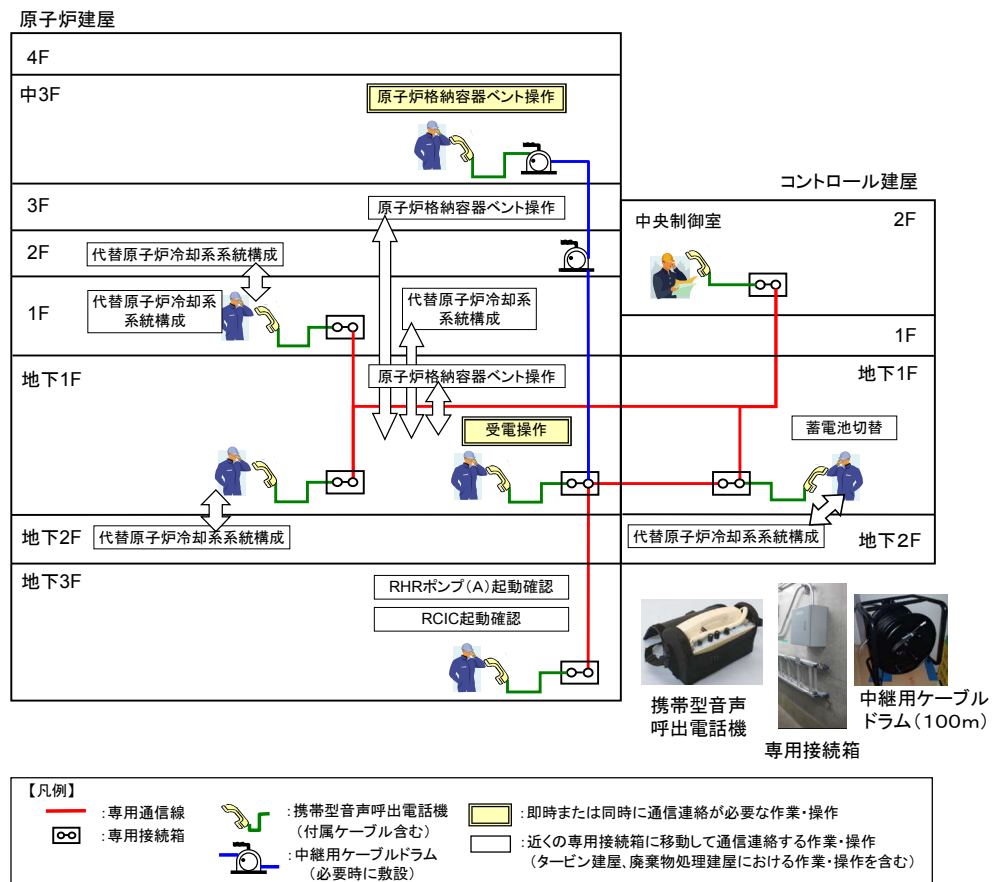 原子炉建屋
4F
中3F
原子炉格納容器ベント操作
コントロール建屋
3F
原子炉格納容器ベント操作
中央制御室
2F
2F
代替原子炉冷却系系統構成
1F
代替原子炉冷却系
系統構成
代替原子炉冷却系
系統構成
1F
地下1F
原子炉格納容器ベント操作
地下1F
受電操作
蓄電池切替
地下2F
代替原子炉冷却系系統構成
代替原子炉冷却系系統構成
地下2F
地下3F
RHRポンプ(A)起動確認
RCIC起動確認
携帯型音声
呼出電話機
専用接続箱
中継用ケーブル
ドラム(100m)
【凡例】
:専用通信線
:専用接続箱
:携帯型音声呼出電話機
(付属ケーブル含む)
:中継用ケーブルドラム
(必要時に敷設)
:即時または同時に通信連絡が必要な作業・操作
:近くの専用接続箱に移動して通信連絡する作業・操作
(タービン建屋、廃棄物処理建屋における作業・操作を含む)